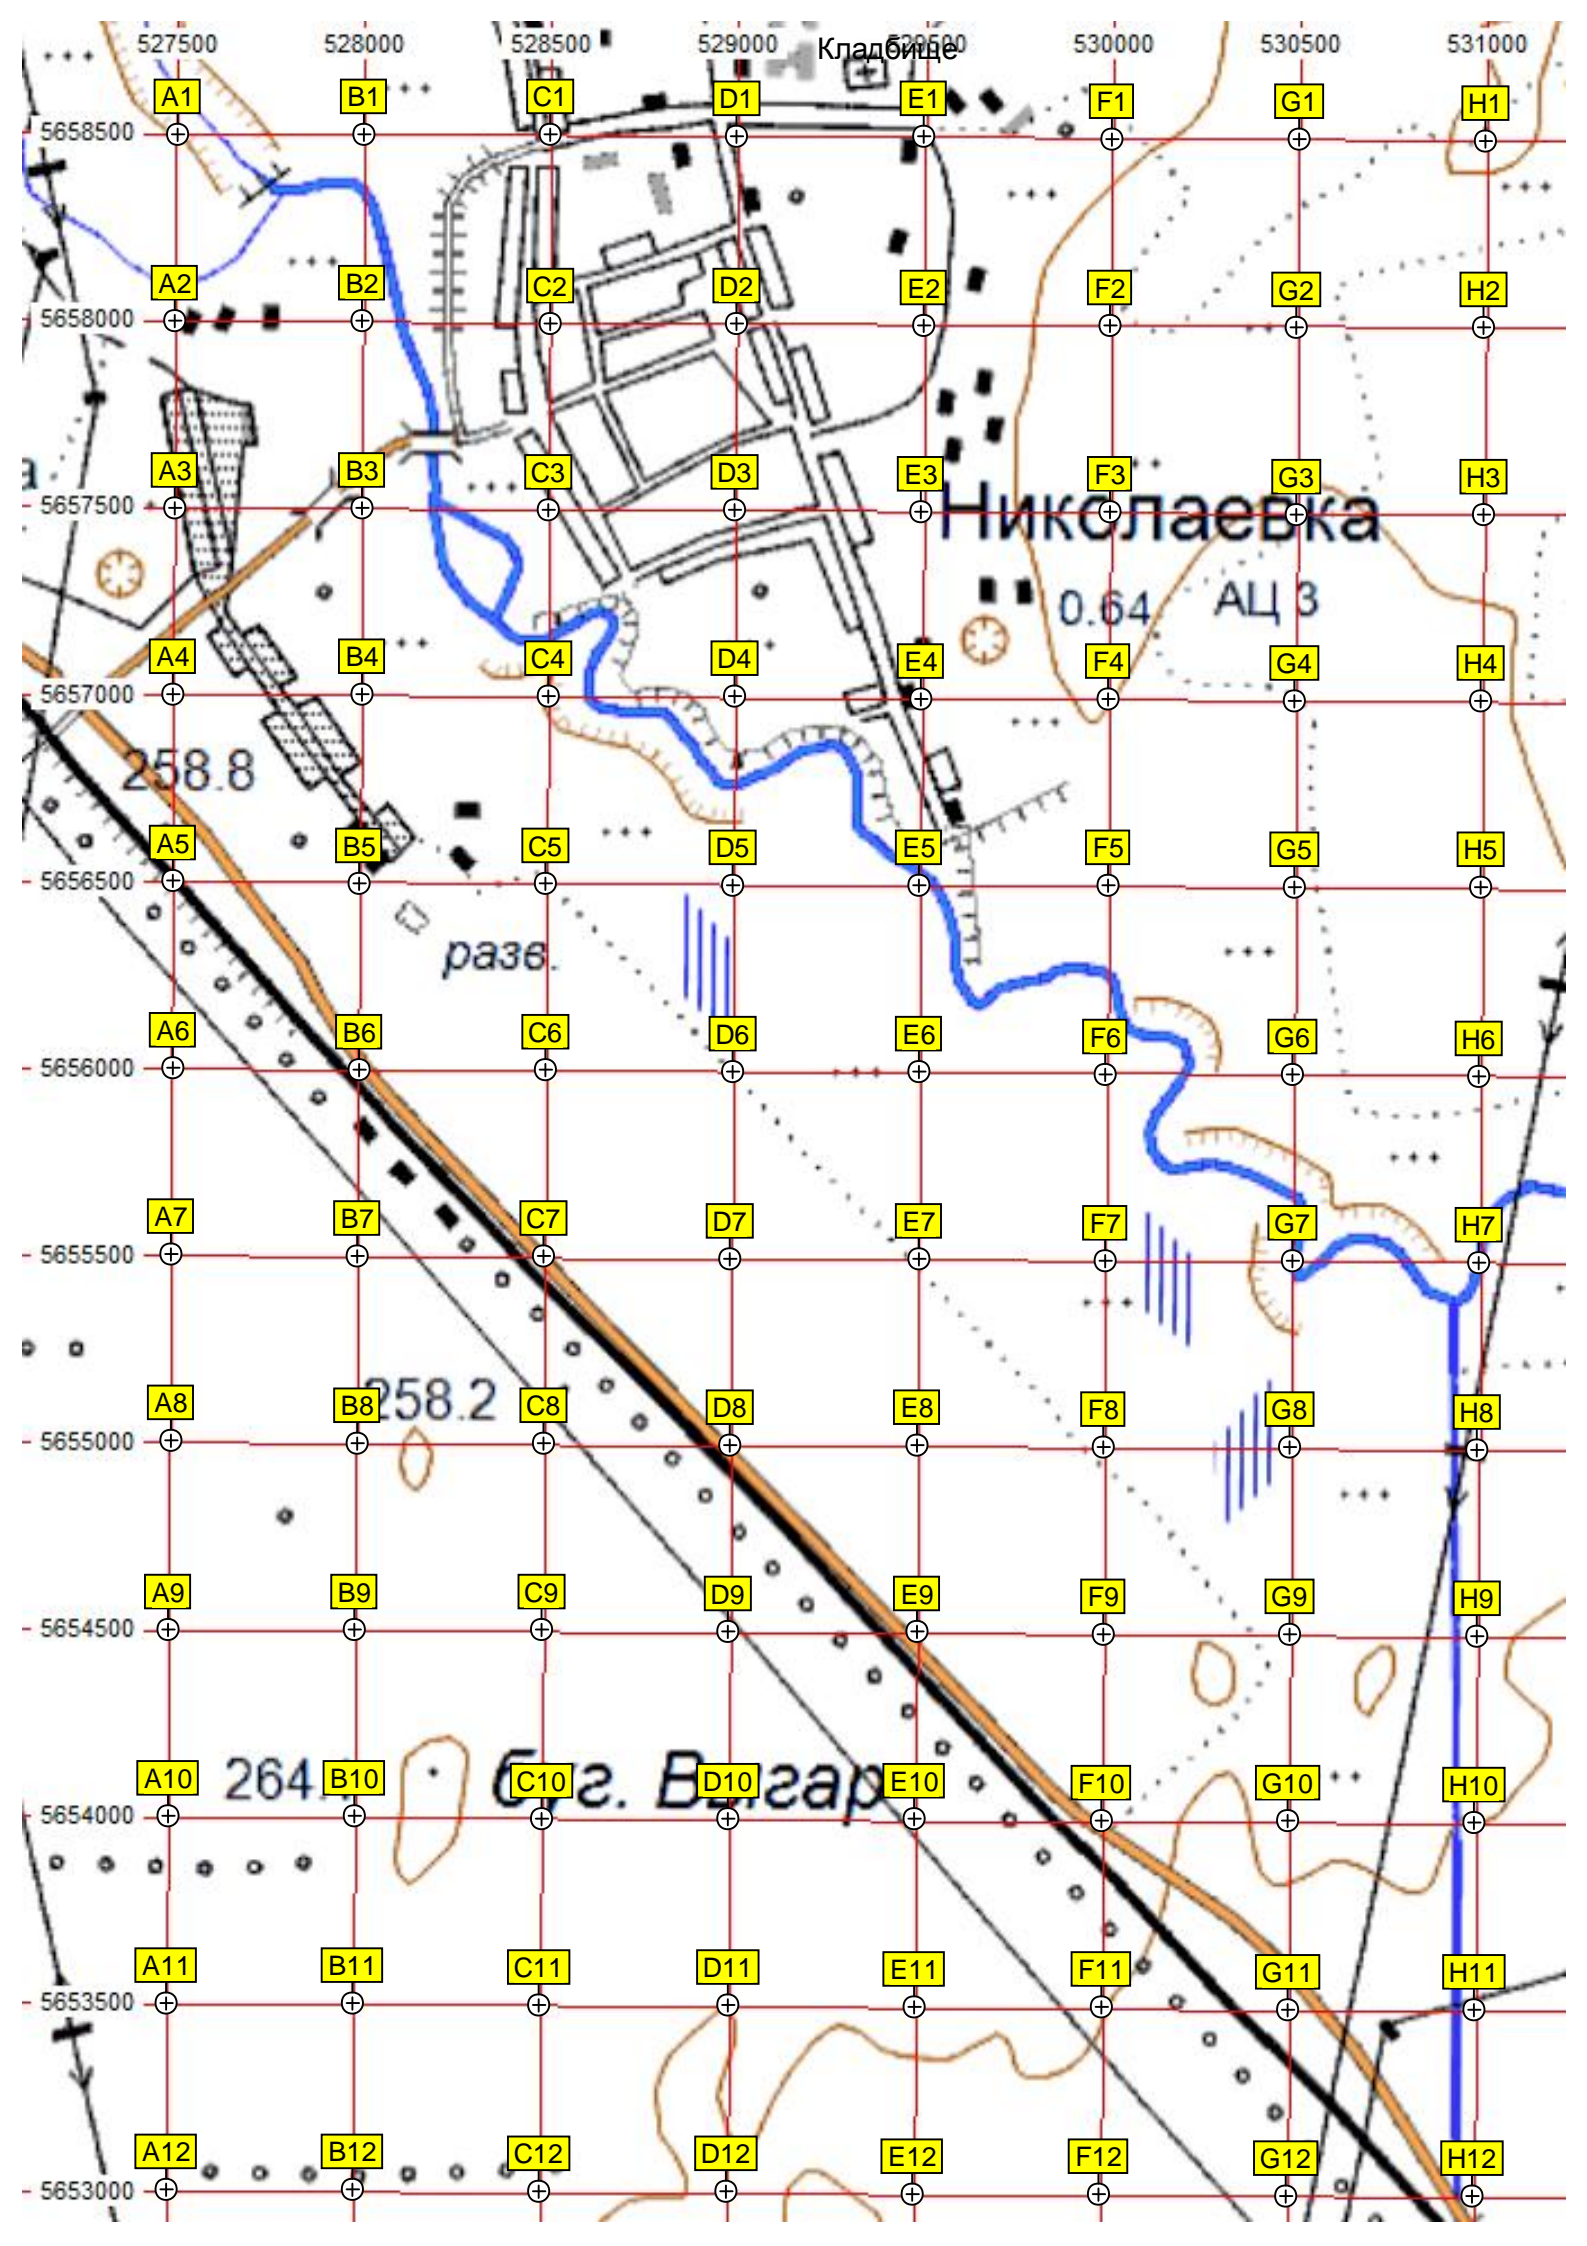 527500 528000 528500 529000 530000 530500 531000
Кладбище
A1 B1 C1 D1 E1 F1 G1 H1
5658500
A2 B2 C2 D2 E2 F2 G2 H2
5658000
A3 B3 C3 D3 E3 F3 G3 H3
5657500
Николаевка
0.64 АЦ 3
A4 B4 C4 D4 E4 F4 G4 H4
5657000
258.8
A5 B5 C5 D5 E5 F5 G5 H5
5656500
разв.
A6 B6 C6 D6 E6 F6 G6 H6
5656000
A7 B7 C7 D7 E7 F7 G7 H7
5655500
258.2
A8 B8 C8 D8 E8 F8 G8 H8
5655000
A9 B9 C9 D9 E9 F9 G9 H9
5654500
буг.
A10 B10 C10 D10 E10 F10 G10 H10
5654000
A11 B11 C11 D11 E11 F11 G11 H11
5653500
A12 B12 C12 D12 E12 F12 G12 H12
5653000